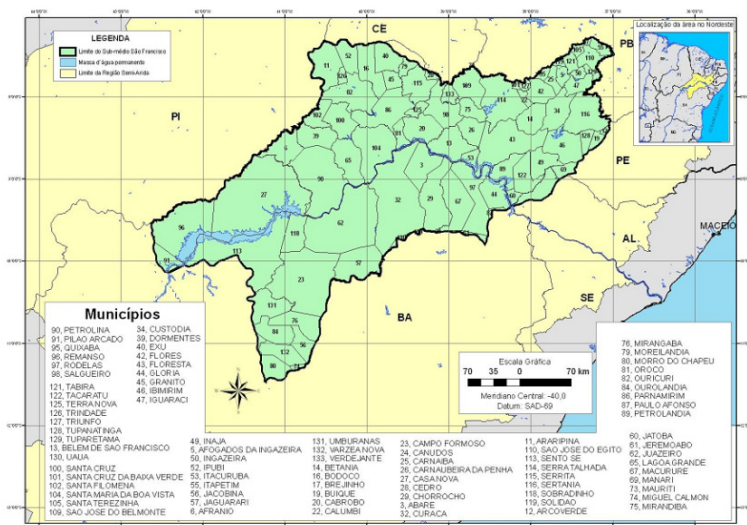 LEGENDA
Limite do Sub-médio São Francisco
Massa d'água permanente
Limite da Região Semi-Árida
Localização da área no Nordeste
CE
PB
PI
PE
AL
MACEIO
SE
BA
Municípios
90, PETROLINA
91, PILAO ARCADO
95, QUIXABA
96, REMANSO
97, RODELAS
98, SALGUEIRO
121, TABIRA
122, TACARATU
125, TERRA NOVA
126, TRINDADE
127, TRIUNFO
128, TUPANATINGA
129, TUPARETAMA
13, BELEM DE SAO FRANCISCO
130, UAUA
100, SANTA CRUZ
101, SANTA CRUZ DA BAIXA VERDE
102, SANTA FILOMENA
104, SANTA MARIA DA BOA VISTA
105, SANTA TEREZINHA
109, SAO JOSE DO BELMONTE
34, CUSTODIA
39, DORMENTES
40, EXU
42, FLORES
43, FLORESTA
44, GLORIA
45, GRANITO
46, IBIMIRIM
47, IGUARACI
49, INAJA
5, AFOGADOS DA INGAZEIRA
50, INGAZEIRA
52, IPUBI
53, ITACURUBA
55, ITAPETIM
56, JACOBINA
57, JAGUARARI
6, AFRANIO
131, UMBURANAS
132, VARZEA NOVA
133, VERDEJANTE
14, BETANIA
16, BODOCO
17, BREJINHO
19, BUIQUE
20, CABROBO
22, CALUMBI
23, CAMPO FORMOSO
24, CANUDOS
25, CARNAIBA
26, CARNAUBEIRA DA PENHA
27, CASA NOVA
28, CEDRO
29, CHORROCHO
3, ABARE
32, CURACA
11, ARARIPINA
110, SAO JOSE DO EGITO
113, SENTO SE
114, SERRA TALHADA
115, SERRITA
116, SERTANIA
118, SOBRADINHO
119, SOLIDAO
12, ARCOVERDE
60, JATOBA
61, JEREMOABO
62, JUAZEIRO
65, LAGOA GRANDE
67, MACURURE
69, MANARI
73, MAURITI
74, MIGUEL CALMON
75, MIRANDIBA
76, MIRANGABA
79, MOREILANDIA
80, MORRO DO CHAPEU
81, OROCO
82, OURICURI
84, OUROLANDIA
86, PARNAMIRIM
87, PAULO AFONSO
89, PETROLANDIA
Escala Gráfica
70 35 0 70 km
Meridiano Central: -40,0
Datum: SAD-69